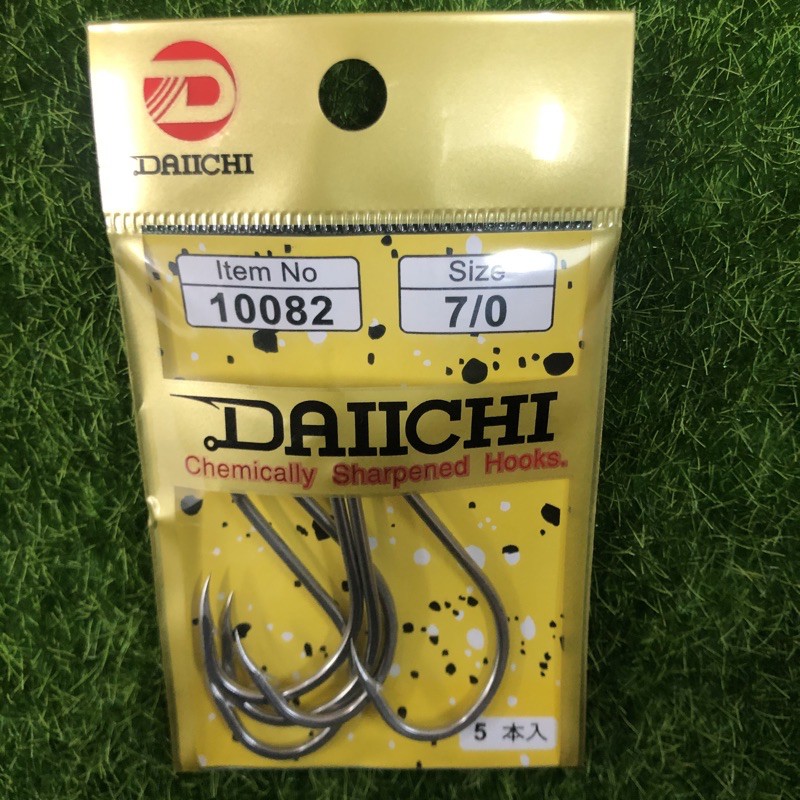 DAIICHI
Item No
10082
Size
7/0
DAIICHI
Chemically Sharpened Hooks.
5 本入